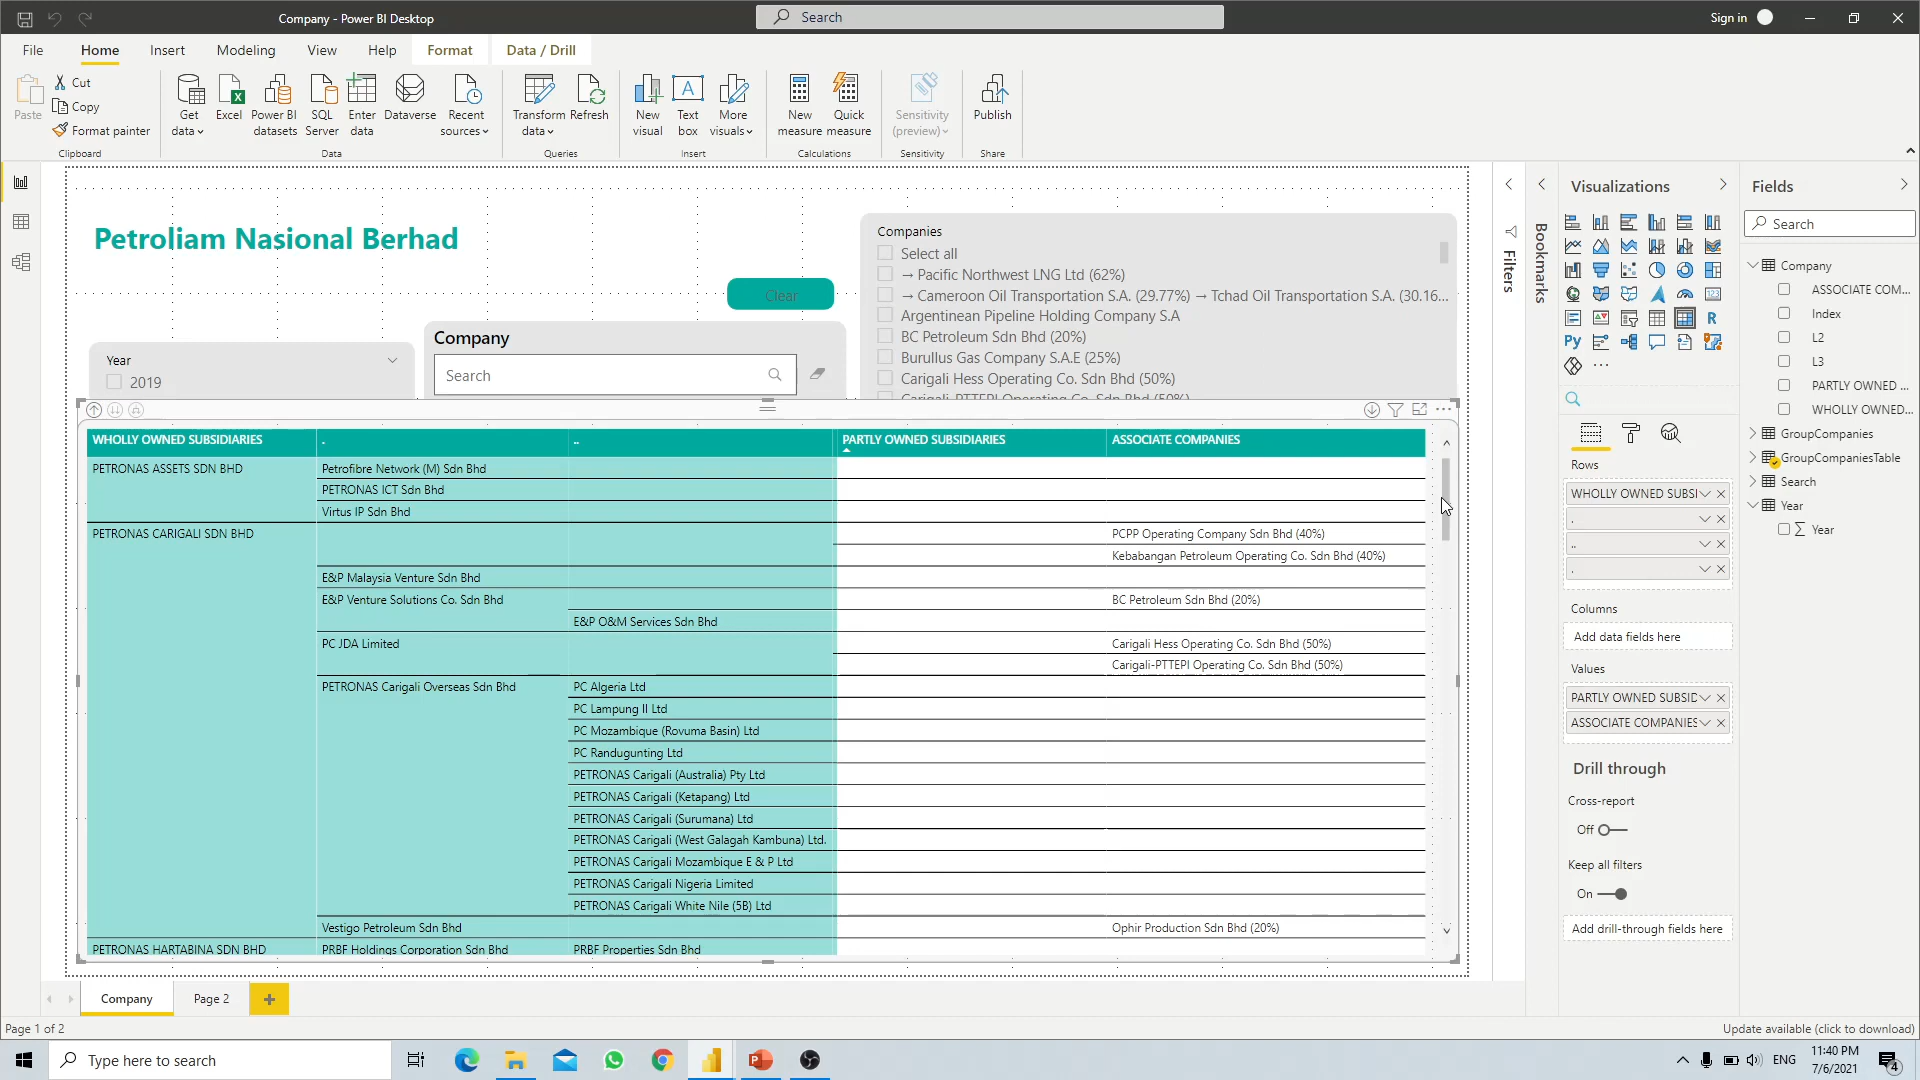 Company - Power BI Desktop
Search
Sign in
File
Home
Insert
Modeling
View
Help
Format
Data / Drill
Paste
Cut
Copy
Format painter
Clipboard
Get data
Excel
Power BI datasets
SQL Server
Enter data
Dataverse
Recent sources
Data
Transform data
Refresh
Queries
New visual
Text box
More visuals
Insert
New measure
Quick measure
Calculations
Sensitivity (preview)
Sensitivity
Publish
Share
Petroliam Nasional Berhad
Clear
Year
2019
Company
Search
Companies
Select all
→ Pacific Northwest LNG Ltd (62%)
→ Cameroon Oil Transportation S.A. (29.77%) → Tchad Oil Transportation S.A. (30.16...
Argentinean Pipeline Holding Company S.A
BC Petroleum Sdn Bhd (20%)
Burullus Gas Company S.A.E (25%)
Carigali Hess Operating Co. Sdn Bhd (50%)
Carigali-PTTEPI Operating Co. Sdn Bhd (50%)
WHOLLY OWNED SUBSIDIARIES . .. PARTLY OWNED SUBSIDIARIES ASSOCIATE COMPANIES
PETRONAS ASSETS SDN BHD Petrofibre Network (M) Sdn Bhd
PETRONAS ICT Sdn Bhd
Virtus IP Sdn Bhd
PETRONAS CARIGALI SDN BHD PCPP Operating Company Sdn Bhd (40%)
Kebabangan Petroleum Operating Co. Sdn Bhd (40%)
E&P Malaysia Venture Sdn Bhd
E&P Venture Solutions Co. Sdn Bhd BC Petroleum Sdn Bhd (20%)
E&P O&M Services Sdn Bhd
PC JDA Limited Carigali Hess Operating Co. Sdn Bhd (50%)
Carigali-PTTEPI Operating Co. Sdn Bhd (50%)
PETRONAS Carigali Overseas Sdn Bhd PC Algeria Ltd
PC Lampung II Ltd
PC Mozambique (Rovuma Basin) Ltd
PC Randugunting Ltd
PETRONAS Carigali (Australia) Pty Ltd
PETRONAS Carigali (Ketapang) Ltd
PETRONAS Carigali (Surumana) Ltd
PETRONAS Carigali (West Galagah Kambuna) Ltd.
PETRONAS Carigali Mozambique E & P Ltd
PETRONAS Carigali Nigeria Limited
PETRONAS Carigali White Nile (5B) Ltd
Vestigo Petroleum Sdn Bhd Ophir Production Sdn Bhd (20%)
PETRONAS HARTABINA SDN BHD PRBF Holdings Corporation Sdn Bhd PRBF Properties Sdn Bhd
Filters
Bookmarks
Visualizations
123
R
Py
Rows
WHOLLY OWNED SUBSI
.
..
.
Columns
Add data fields here
Values
PARTLY OWNED SUBSID
ASSOCIATE COMPANIES
Drill through
Cross-report
Off
Keep all filters
On
Add drill-through fields here
Fields
Search
Company
ASSOCIATE COM...
Index
L2
L3
PARTLY OWNED ...
WHOLLY OWNED...
GroupCompanies
GroupCompaniesTable
Search
Year
Year
Company
Page 2
Page 1 of 2
Update available (click to download)
Type here to search
ENG
11:40 PM
7/6/2021
4